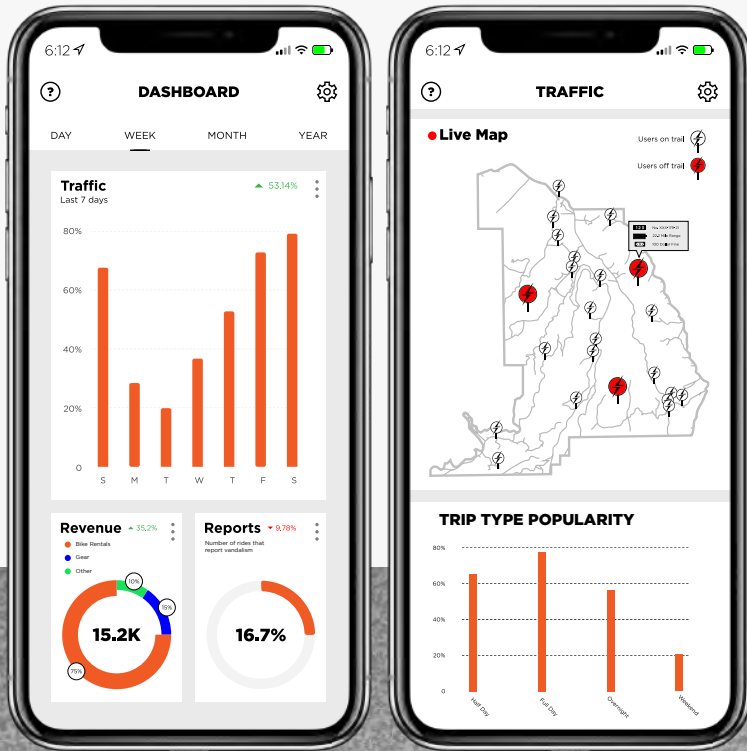 6:12
?
DASHBOARD
DAY WEEK MONTH YEAR
Traffic
53,14%
Last 7 days
80%
60%
40%
20%
0
S M T W T F S
Revenue
35,2%
Bike Rentals
Gear
Other
10%
15%
75%
15.2K
Reports
9,78%
Number of rides that
report vandalism
16.7%
6:12
?
TRAFFIC
Live Map
Users on trail
Users off trail
TRIP TYPE POPULARITY
80%
60%
40%
20%
0
Half Day
Full Day
Overnight
Weekend